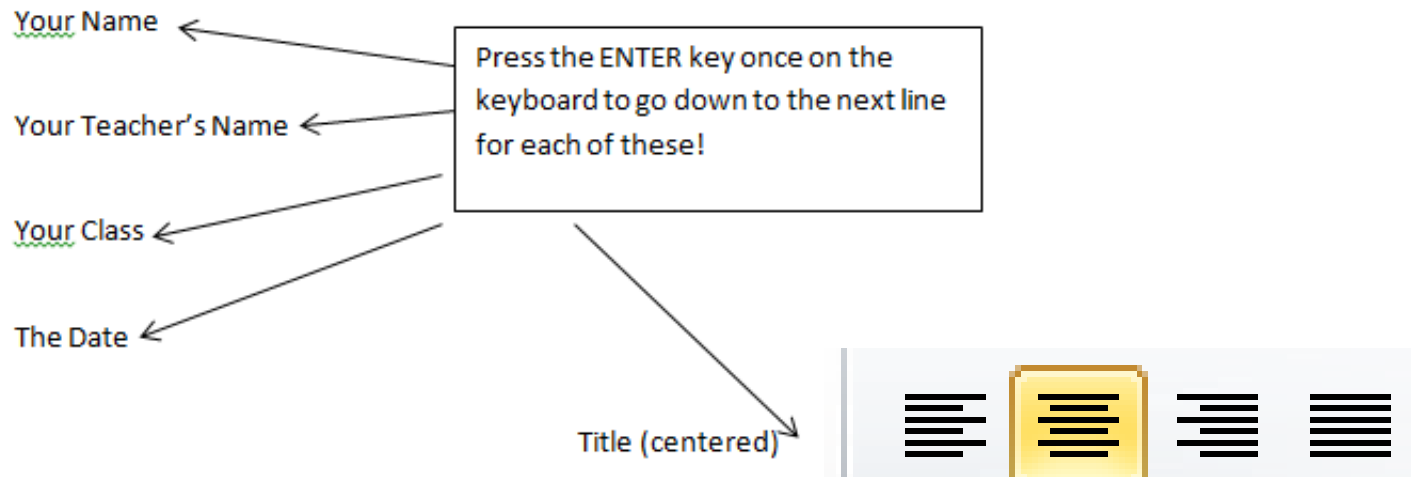 Your Name
Press the ENTER key once on the
keyboard to go down to the next line
for each of these!
Your Teacher’s Name
Your Class
The Date
Title (centered)